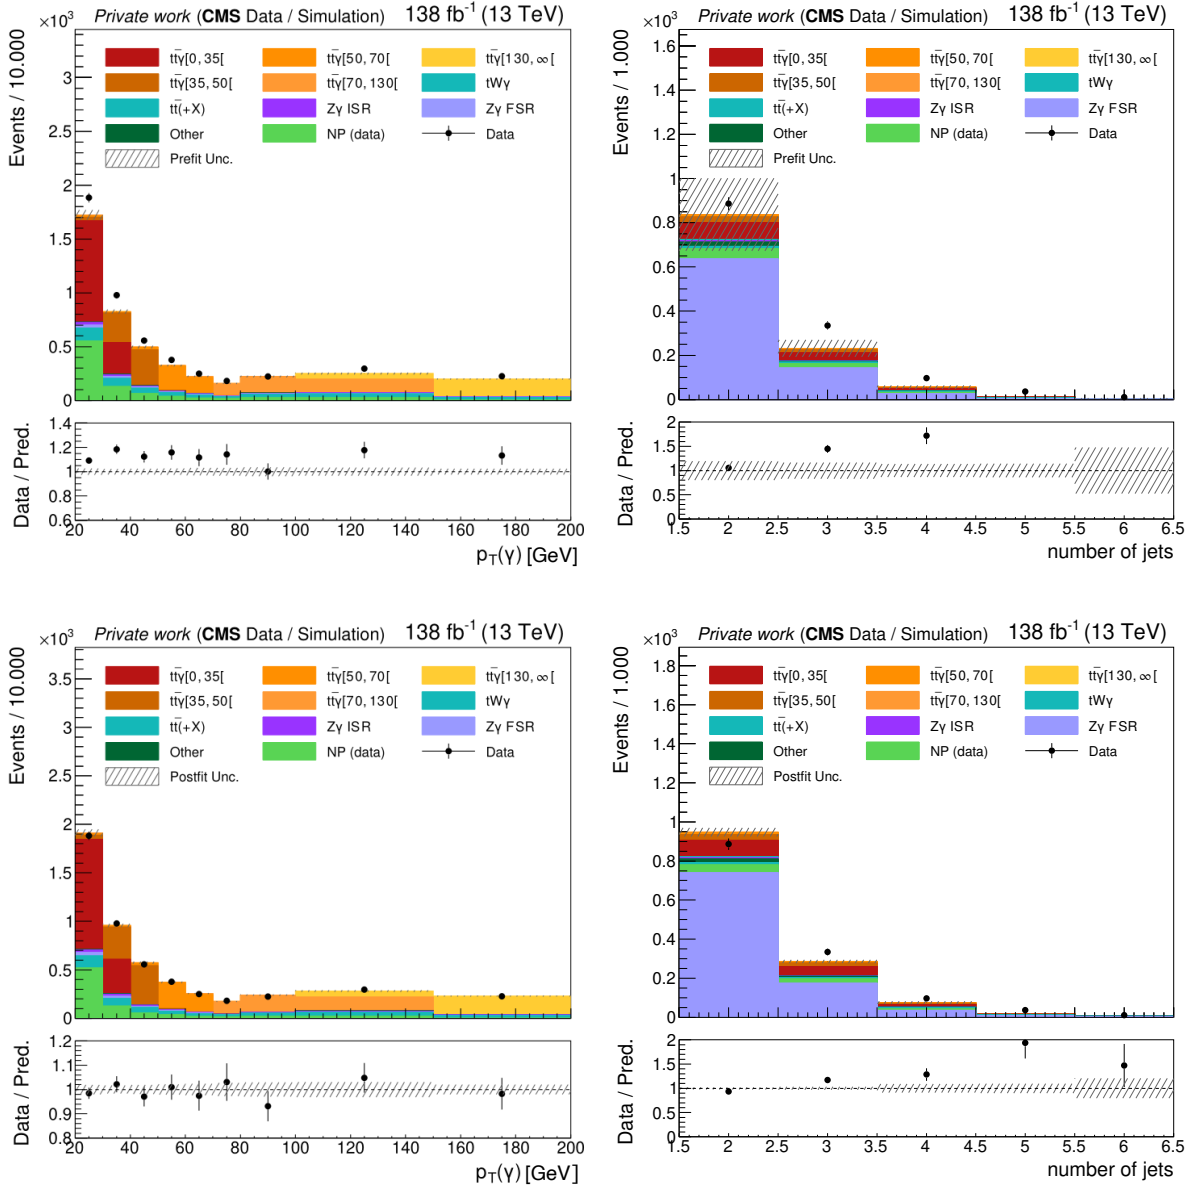 ×10³ Private work (CMS Data / Simulation) 138 fb⁻¹ (13 TeV)
Events / 10.000
tt̄γ[0, 35[ tt̄γ[50, 70[ tt̄γ[130, ∞[
tt̄γ[35, 50[ tt̄γ[70, 130[ tWγ
tt̄(+X) Zγ ISR Zγ FSR
Other NP (data) Data
Prefit Unc.
3
2.5
2
1.5
1
0.5
0
Data / Pred.
1.4
1.2
1
0.8
0.6
20 40 60 80 100 120 140 160 180 200
p_T(γ) [GeV]
×10³ Private work (CMS Data / Simulation) 138 fb⁻¹ (13 TeV)
Events / 1.000
tt̄γ[0, 35[ tt̄γ[50, 70[ tt̄γ[130, ∞[
tt̄γ[35, 50[ tt̄γ[70, 130[ tWγ
tt̄(+X) Zγ ISR Zγ FSR
Other NP (data) Data
Prefit Unc.
1.6
1.4
1.2
1
0.8
0.6
0.4
0.2
0
Data / Pred.
2
1.5
1
0.5
0
1.5 2 2.5 3 3.5 4 4.5 5 5.5 6 6.5
number of jets
×10³ Private work (CMS Data / Simulation) 138 fb⁻¹ (13 TeV)
Events / 10.000
tt̄γ[0, 35[ tt̄γ[50, 70[ tt̄γ[130, ∞[
tt̄γ[35, 50[ tt̄γ[70, 130[ tWγ
tt̄(+X) Zγ ISR Zγ FSR
Other NP (data) Data
Postfit Unc.
3.5
3
2.5
2
1.5
1
0.5
0
Data / Pred.
1.2
1.1
1
0.9
0.8
20 40 60 80 100 120 140 160 180 200
p_T(γ) [GeV]
×10³ Private work (CMS Data / Simulation) 138 fb⁻¹ (13 TeV)
Events / 1.000
tt̄γ[0, 35[ tt̄γ[50, 70[ tt̄γ[130, ∞[
tt̄γ[35, 50[ tt̄γ[70, 130[ tWγ
tt̄(+X) Zγ ISR Zγ FSR
Other NP (data) Data
Postfit Unc.
1.8
1.6
1.4
1.2
1
0.8
0.6
0.4
0.2
0
Data / Pred.
2
1.5
1
0.5
0
1.5 2 2.5 3 3.5 4 4.5 5 5.5 6 6.5
number of jets